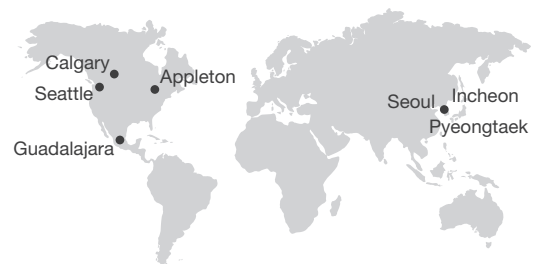 Calgary
Appleton
Seattle
Seoul
Incheon
Pyeongtaek
Guadalajara